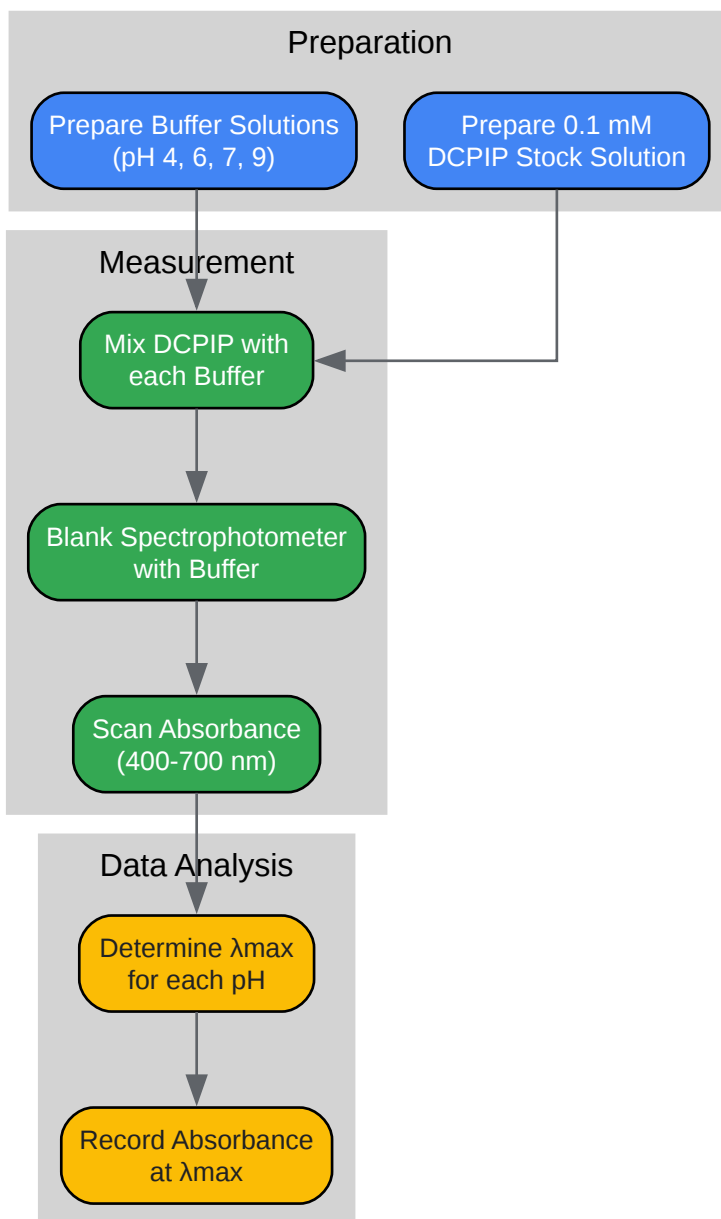 Preparation
Prepare Buffer Solutions
(pH 4, 6, 7, 9)
Prepare 0.1 mM
DCPIP Stock Solution
Measurement
Mix DCPIP with
each Buffer
Blank Spectrophotometer
with Buffer
Scan Absorbance
(400-700 nm)
Data Analysis
Determine λmax
for each pH
Record Absorbance
at λmax